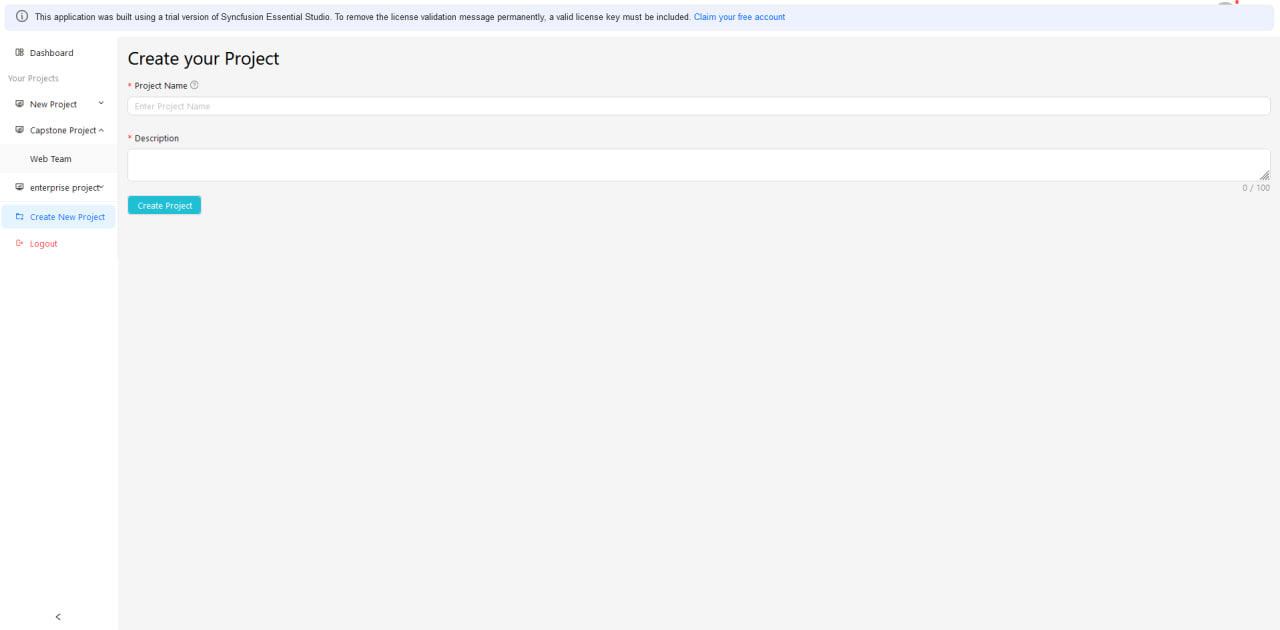 This application was built using a trial version of Syncfusion Essential Studio. To remove the license validation message permanently, a valid license key must be included. Claim your free account
Dashboard
Your Projects
New Project
Capstone Project
Web Team
enterprise project
Create New Project
Logout
Create your Project
* Project Name
Enter Project Name
* Description
0 / 100
Create Project